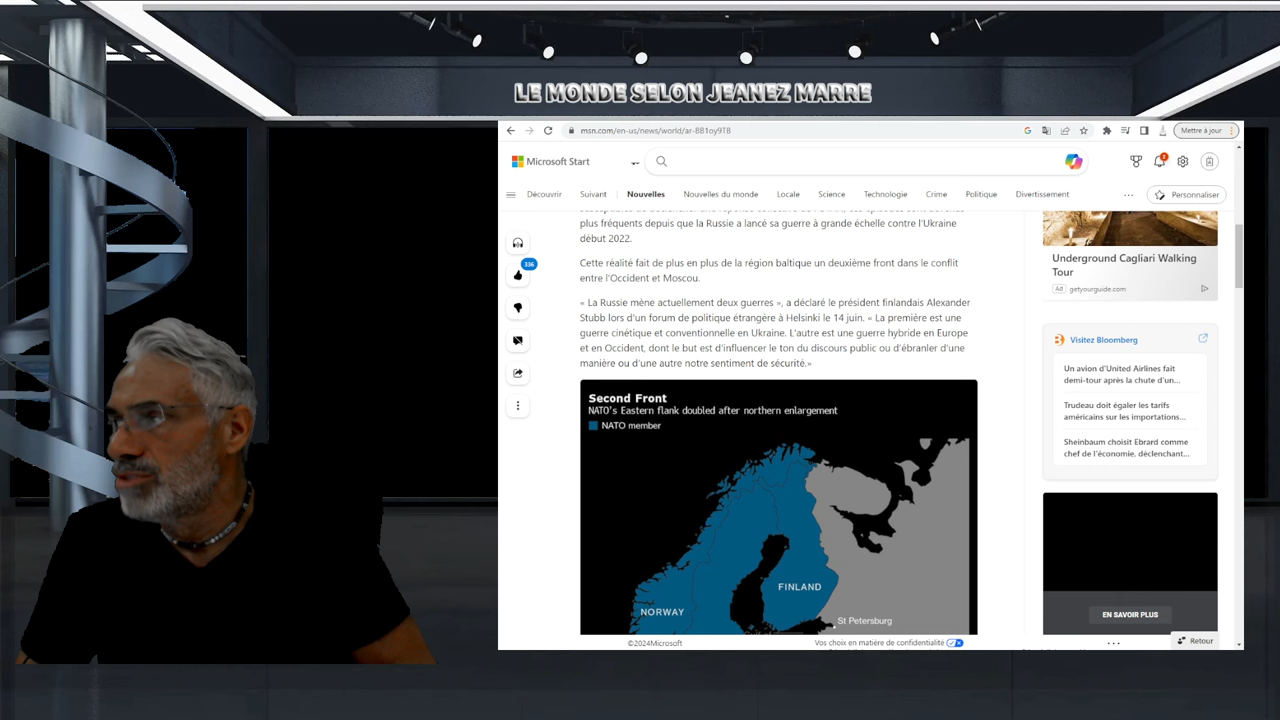 LE MONDE SELON JEANEZ MARRE
msn.com/en-us/news/world/ar-BB1oy9T8
Mettre à jour
Microsoft Start
2
Découvrir
Suivant
Nouvelles
Nouvelles du monde
Locale
Science
Technologie
Crime
Politique
Divertissement
...
Personnaliser
plus fréquents depuis que la Russie a lancé sa guerre à grande échelle contre l'Ukraine
début 2022.
336
Cette réalité fait de plus en plus de la région baltique un deuxième front dans le conflit
entre l'Occident et Moscou.
« La Russie mène actuellement deux guerres », a déclaré le président finlandais Alexander
Stubb lors d'un forum de politique étrangère à Helsinki le 14 juin. « La première est une
guerre cinétique et conventionnelle en Ukraine. L'autre est une guerre hybride en Europe
et en Occident, dont le but est d'influencer le ton du discours public ou d'ébranler d'une
manière ou d'une autre notre sentiment de sécurité.»
Second Front
NATO's Eastern flank doubled after northern enlargement
NATO member
FINLAND
NORWAY
St Petersburg
Underground Cagliari Walking
Tour
Ad
getyourguide.com
Visitez Bloomberg
Un avion d'United Airlines fait
demi-tour après la chute d'un...
Trudeau doit égaler les tarifs
américains sur les importations...
Sheinbaum choisit Ebrard comme
chef de l'économie, déclenchant...
EN SAVOIR PLUS
©2024Microsoft
Vos choix en matière de confidentialité
...
Retour